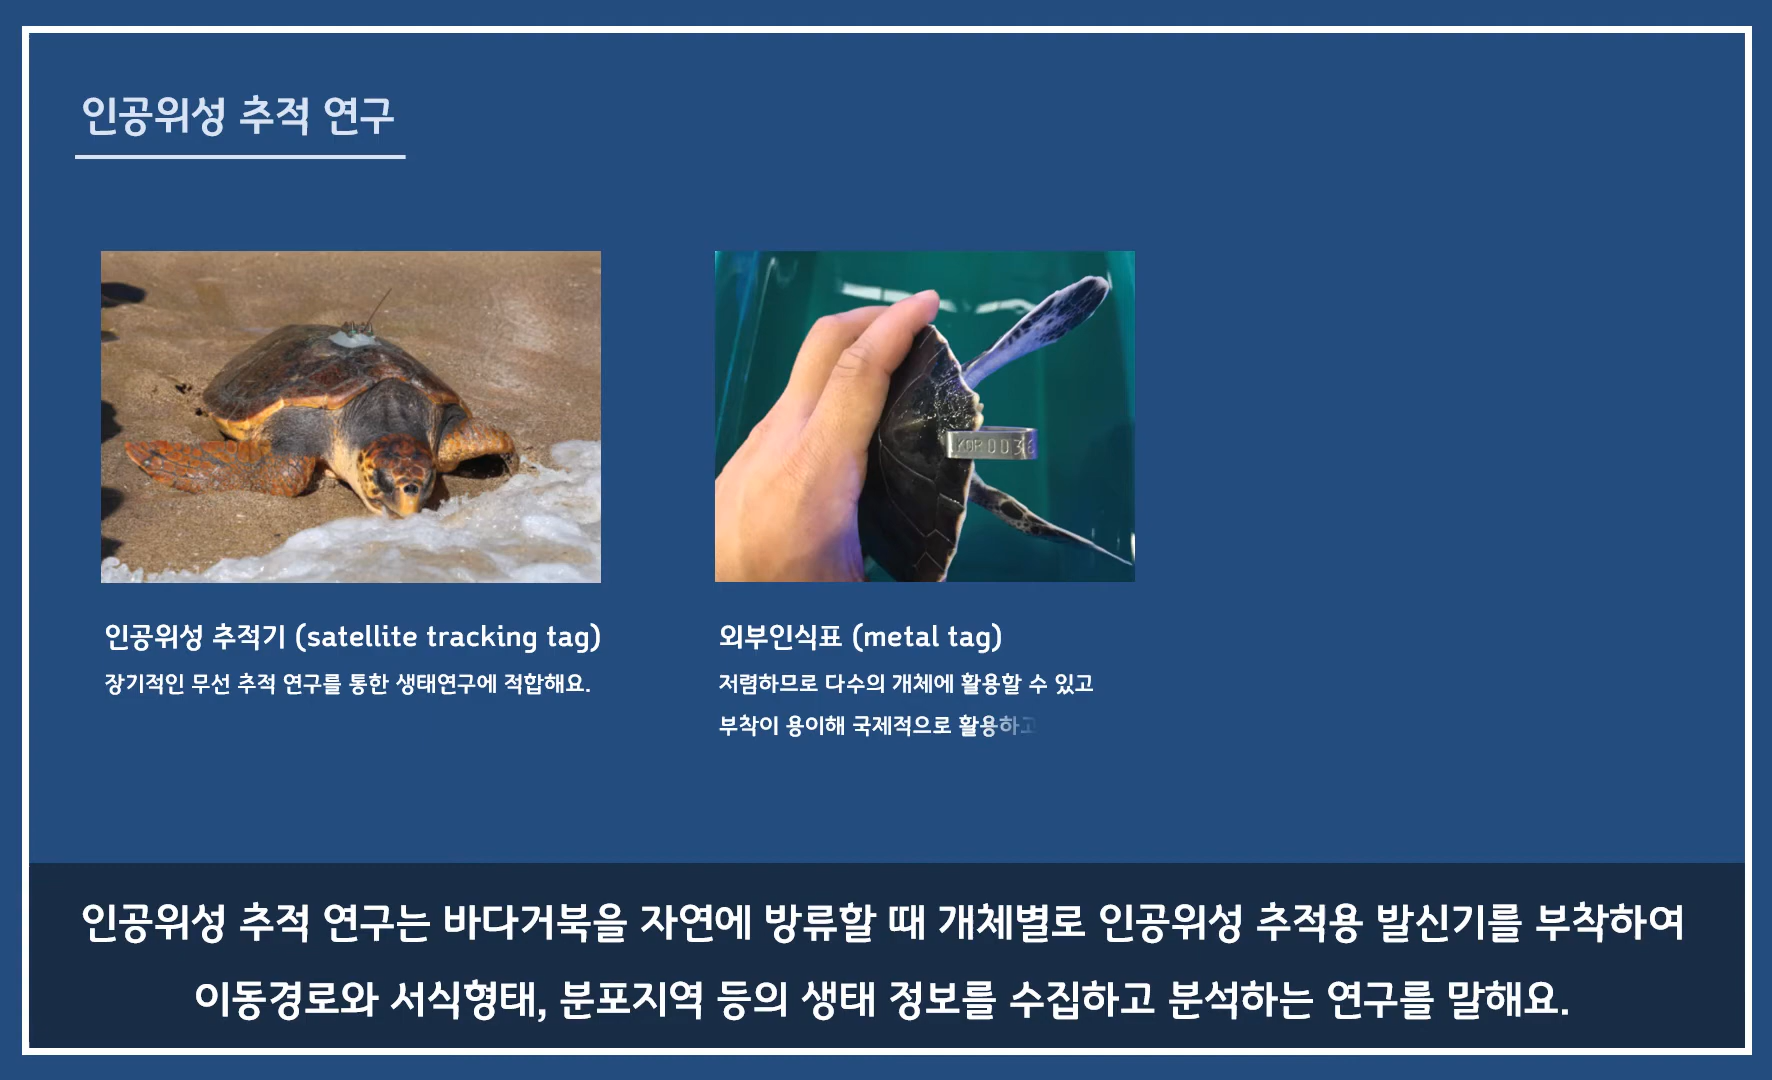 인공위성 추적 연구
KOR 003
인공위성 추적기 (satellite tracking tag)
장기적인 무선 추적 연구를 통한 생태연구에 적합해요.
외부인식표 (metal tag)
저렴하므로 다수의 개체에 활용할 수 있고
부착이 용이해 국제적으로 활용하고
인공위성 추적 연구는 바다거북을 자연에 방류할 때 개체별로 인공위성 추적용 발신기를 부착하여
이동경로와 서식형태, 분포지역 등의 생태 정보를 수집하고 분석하는 연구를 말해요.